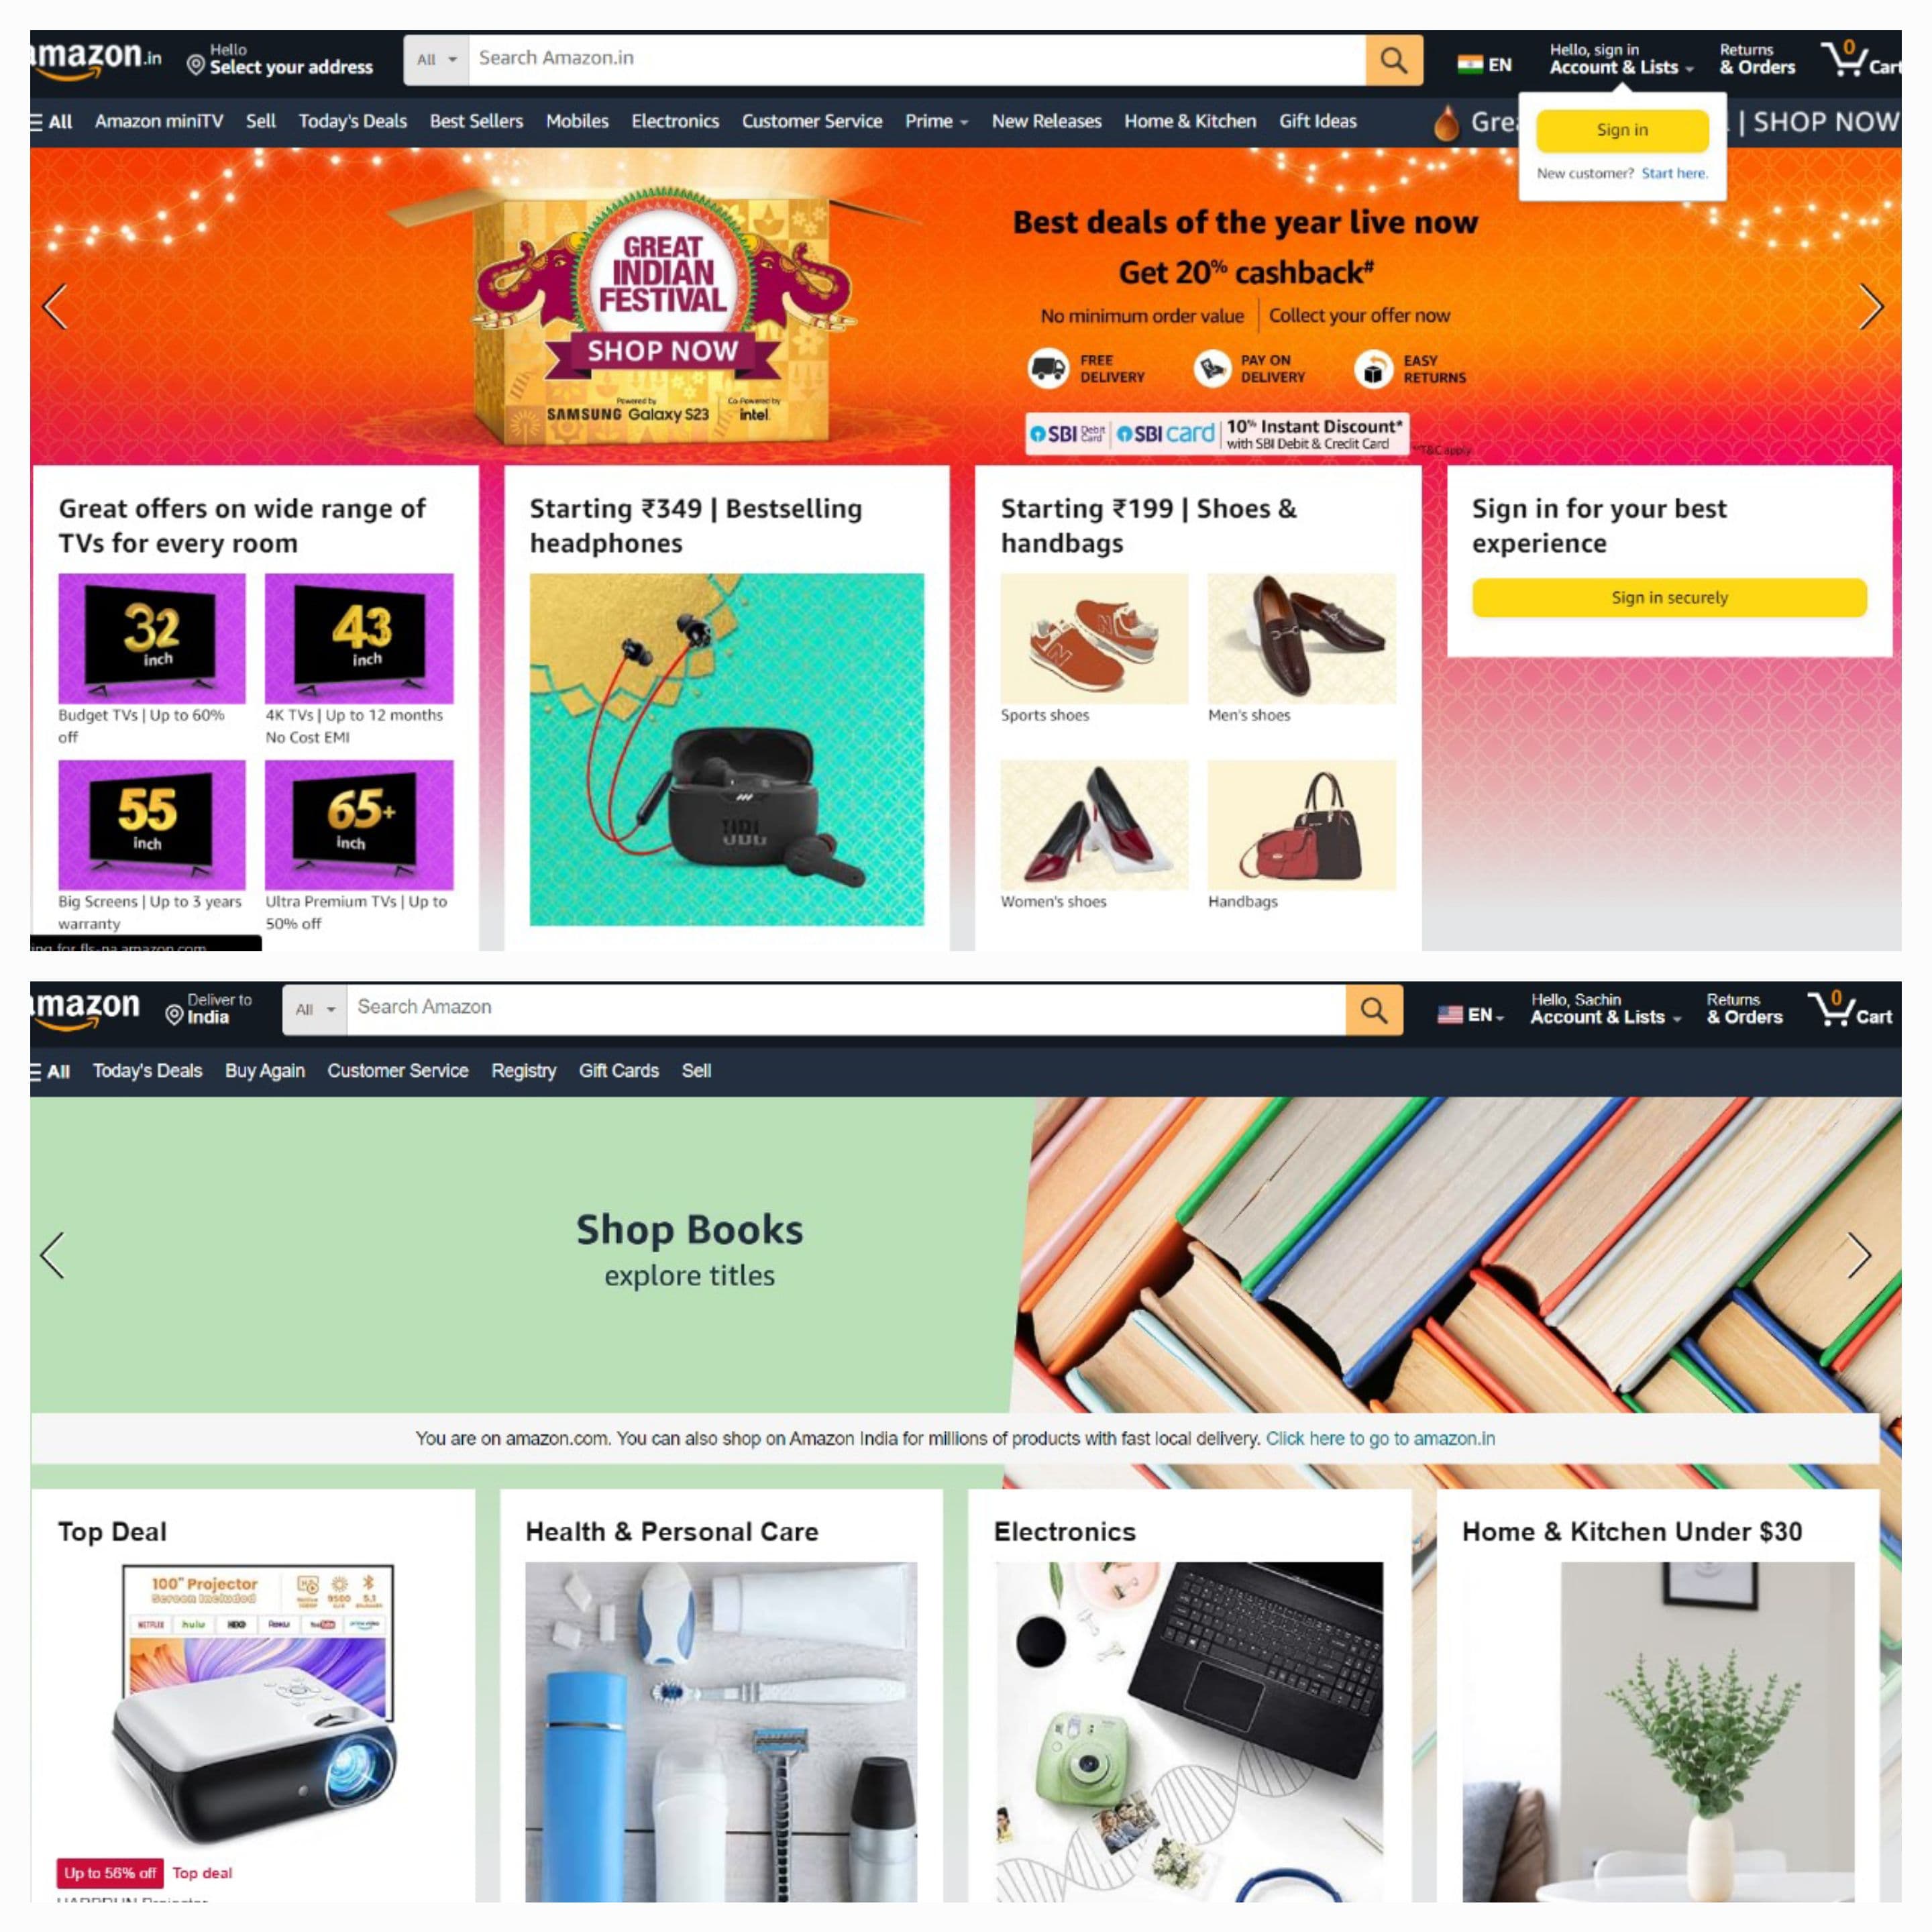 amazon.in
Hello
Select your address
All
Search Amazon.in
EN
Hello, sign in
Account & Lists
Returns
& Orders
0
Cart
All
Amazon miniTV
Sell
Today's Deals
Best Sellers
Mobiles
Electronics
Customer Service
Prime
New Releases
Home & Kitchen
Gift Ideas
| SHOP NOW
Sign in
New customer? Start here.
GREAT
INDIAN
FESTIVAL
SHOP NOW
Powered by
SAMSUNG Galaxy S23
Co-Powered by
intel.
Best deals of the year live now
Get 20% cashback#
No minimum order value | Collect your offer now
FREE
DELIVERY
PAY ON
DELIVERY
EASY
RETURNS
SBI Debit Card
SBI card
10% Instant Discount*
with SBI Debit & Credit Card
T&C apply
Great offers on wide range of
TVs for every room
32
inch
43
inch
Budget TVs | Up to 60%
off
4K TVs | Up to 12 months
No Cost EMI
55
inch
65+
inch
Big Screens | Up to 3 years
warranty
Ultra Premium TVs | Up to
50% off
for fls-na.amazon.com
Starting ₹349 | Bestselling
headphones
JBL
Starting ₹199 | Shoes &
handbags
Sports shoes
Men's shoes
Women's shoes
Handbags
Sign in for your best
experience
Sign in securely
amazon
Deliver to
India
All
Search Amazon
EN
Hello, Sachin
Account & Lists
Returns
& Orders
0
Cart
All
Today's Deals
Buy Again
Customer Service
Registry
Gift Cards
Sell
Shop Books
explore titles
You are on amazon.com. You can also shop on Amazon India for millions of products with fast local delivery. Click here to go to amazon.in
Top Deal
100" Projector
Screen Included
9500
5.1
NETFLIX
hulu
HBO
Roku
YouTube
prime video
Up to 56% off
Top deal
Health & Personal Care
Electronics
Home & Kitchen Under $30